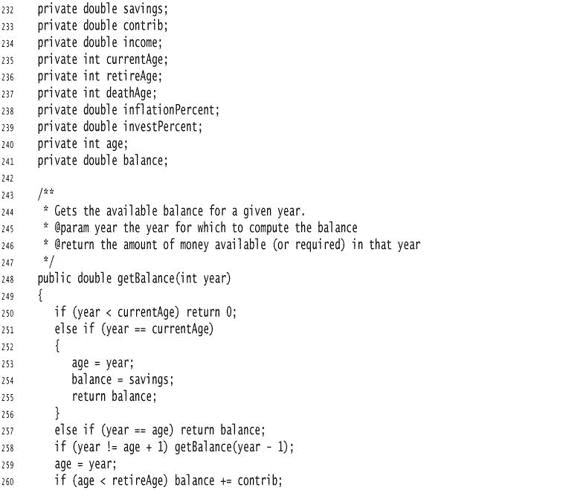 232 private double savings;
233 private double contrib;
234 private double income;
235 private int currentAge;
236 private int retireAge;
237 private int deathAge;
238 private double inflationPercent;
239 private double investPercent;
240 private int age;
241 private double balance;
242
243 /**
244 * Gets the available balance for a given year.
245 * @param year the year for which to compute the balance
246 * @return the amount of money available (or required) in that year
247 */
248 public double getBalance(int year)
249 {
250 if (year < currentAge) return 0;
251 else if (year == currentAge)
252 {
253 age = year;
254 balance = savings;
255 return balance;
256 }
257 else if (year == age) return balance;
258 if (year != age + 1) getBalance(year - 1);
259 age = year;
260 if (age < retireAge) balance += contrib;